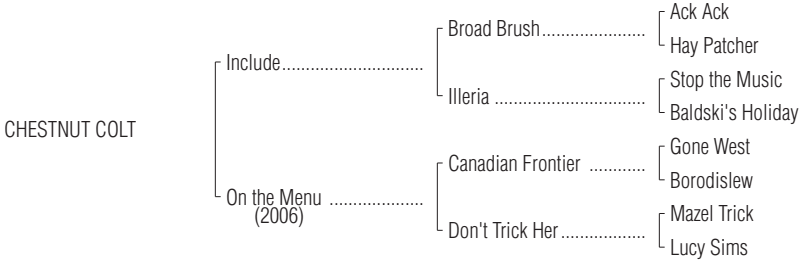 Ack Ack
Broad Brush......................
Hay Patcher
Include............................
Stop the Music
Illeria ...............................
Baldski's Holiday
CHESTNUT COLT
Gone West
Canadian Frontier ............
Borodislew
On the Menu ...................
(2006)
Mazel Trick
Don't Trick Her..................
Lucy Sims